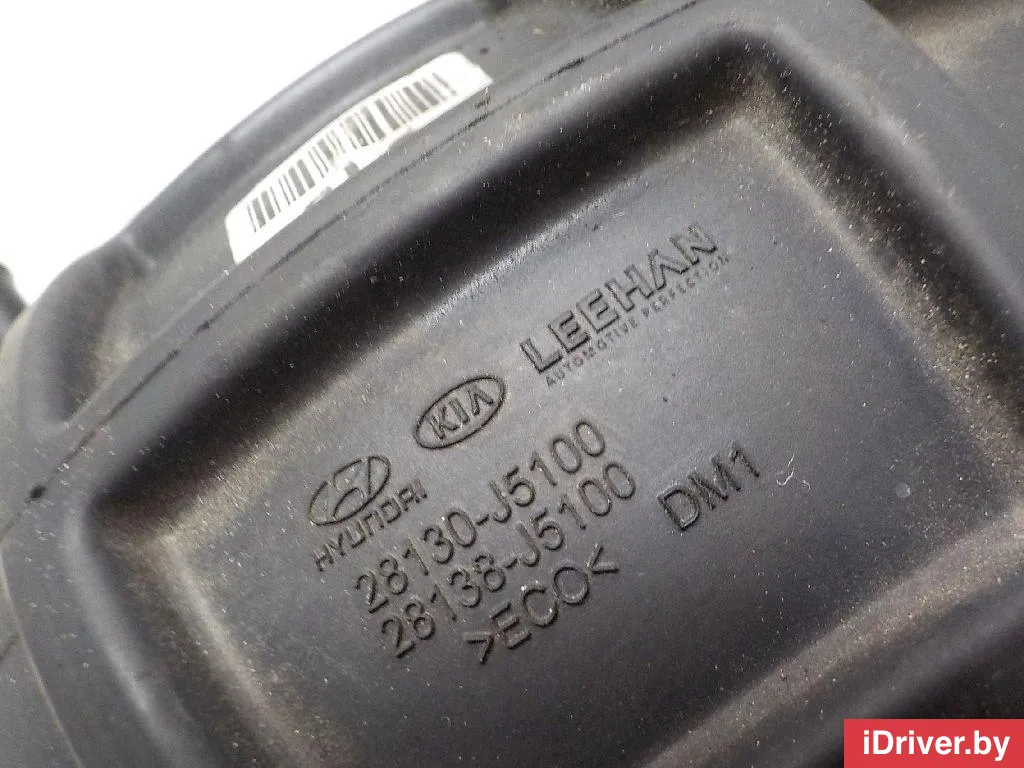 LEEHAN
AUTOMOTIVE PERFECTION
KIA
HYUNDAI
28130-J5100
28138-J5100
>ECO<
DM1
iDriver.by